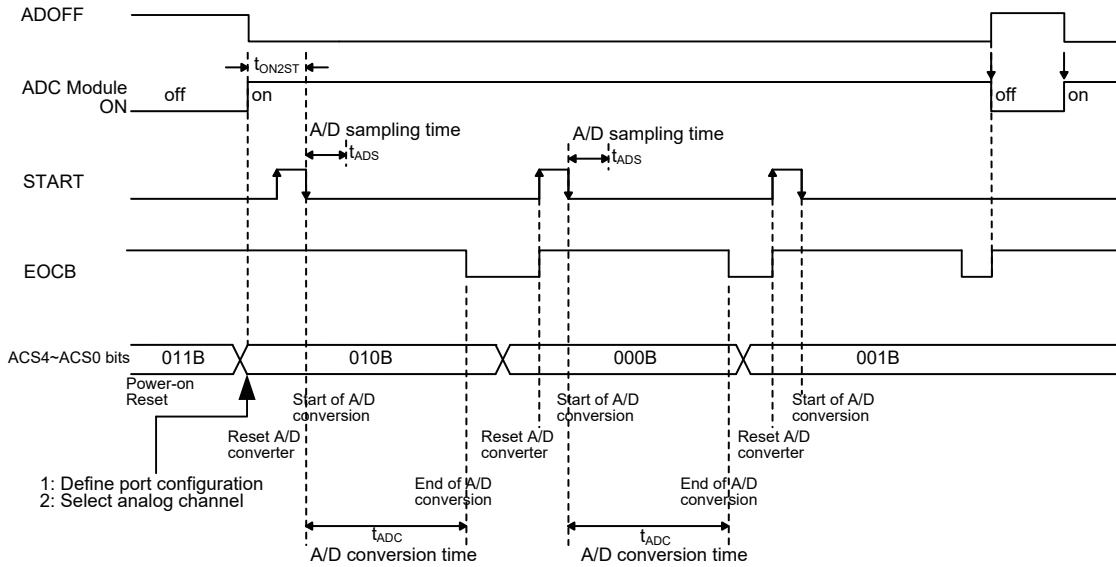 ADOFF
tON2ST
ADC Module
ON
off
on
off
on
A/D sampling time
tADS
A/D sampling time
tADS
START
EOCB
ACS4~ACS0 bits
011B
010B
000B
001B
Power-on
Reset
Start of A/D
conversion
Start of A/D
conversion
Start of A/D
conversion
Reset A/D
converter
Reset A/D
converter
Reset A/D
converter
1: Define port configuration
2: Select analog channel
End of A/D
conversion
End of A/D
conversion
tADC
A/D conversion time
tADC
A/D conversion time